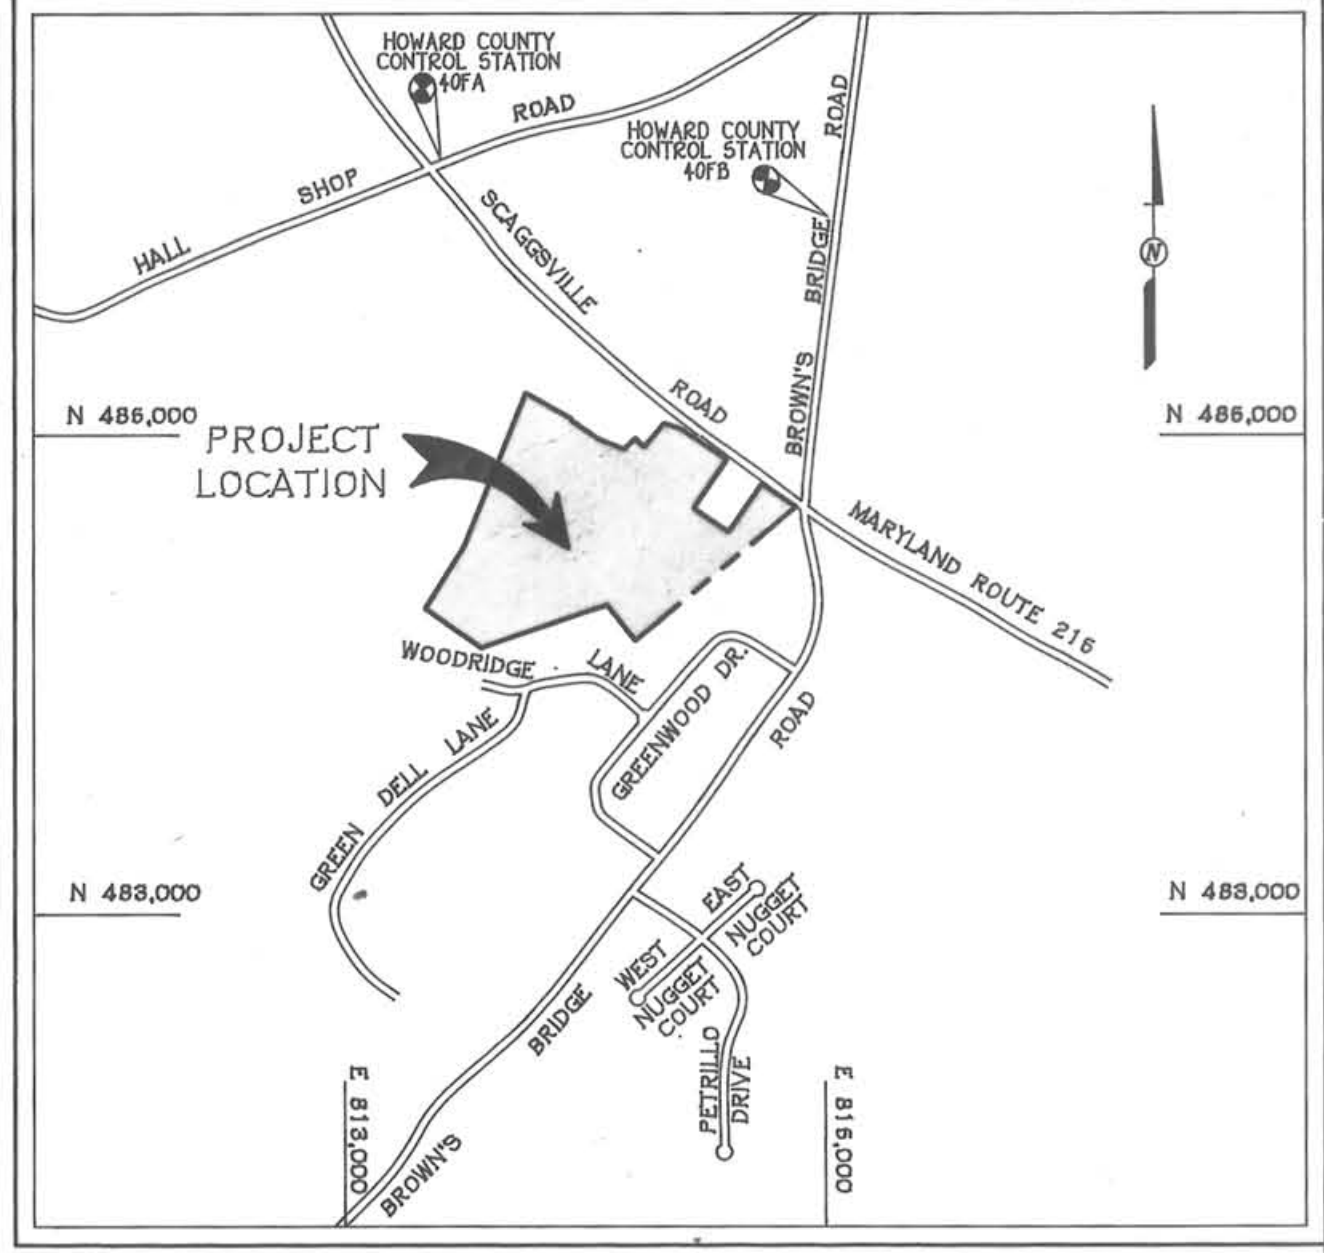 HOWARD COUNTY
CONTROL STATION
40FA
HALL SHOP ROAD
HOWARD COUNTY
CONTROL STATION
40FB
BROWN'S BRIDGE ROAD
SCAGGSVILLE ROAD
N
N 486,000
N 486,000
PROJECT
LOCATION
MARYLAND ROUTE 216
WOODRIDGE LANE
GREENWOOD DR.
GREEN DELL LANE
N 483,000
N 483,000
EAST
NUGGET
COURT
WEST
NUGGET
COURT
PETRILLO
DRIVE
BROWN'S BRIDGE ROAD
E 813,000
E 816,000